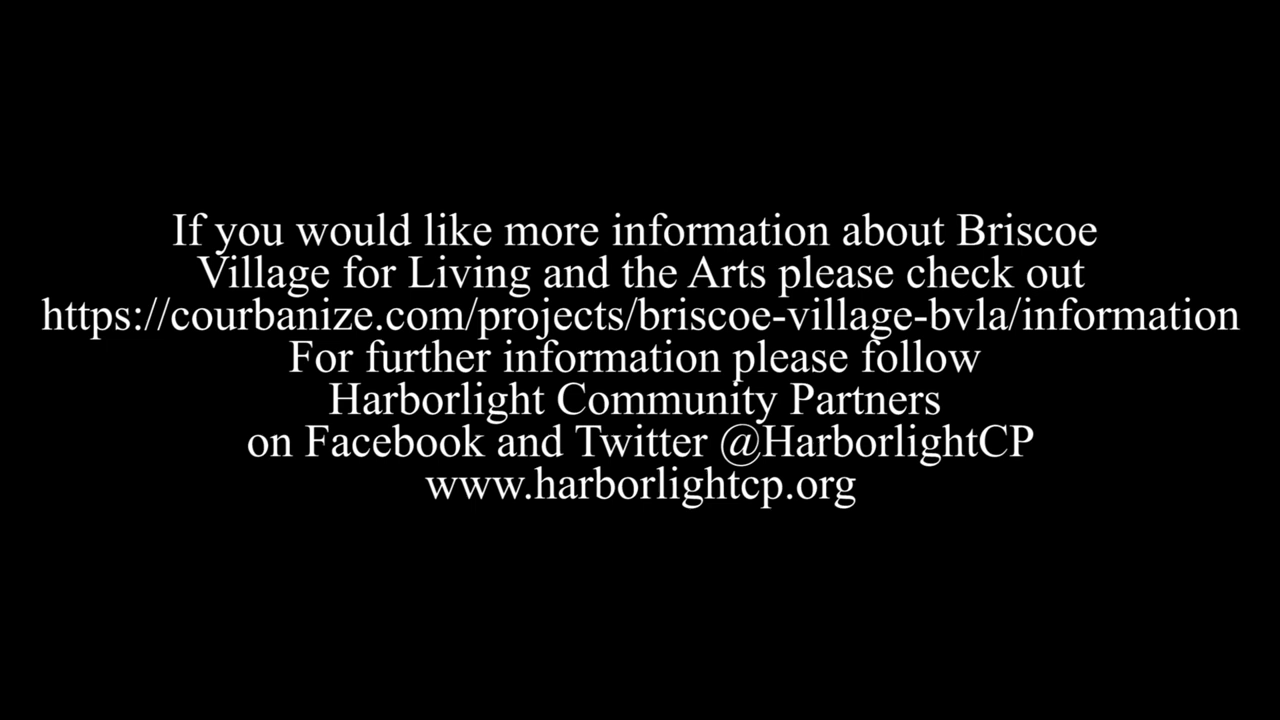 If you would like more information about Briscoe
Village for Living and the Arts please check out
https://courbanize.com/projects/briscoe-village-bvla/information
For further information please follow
Harborlight Community Partners
on Facebook and Twitter @HarborlightCP
www.harborlightcp.org